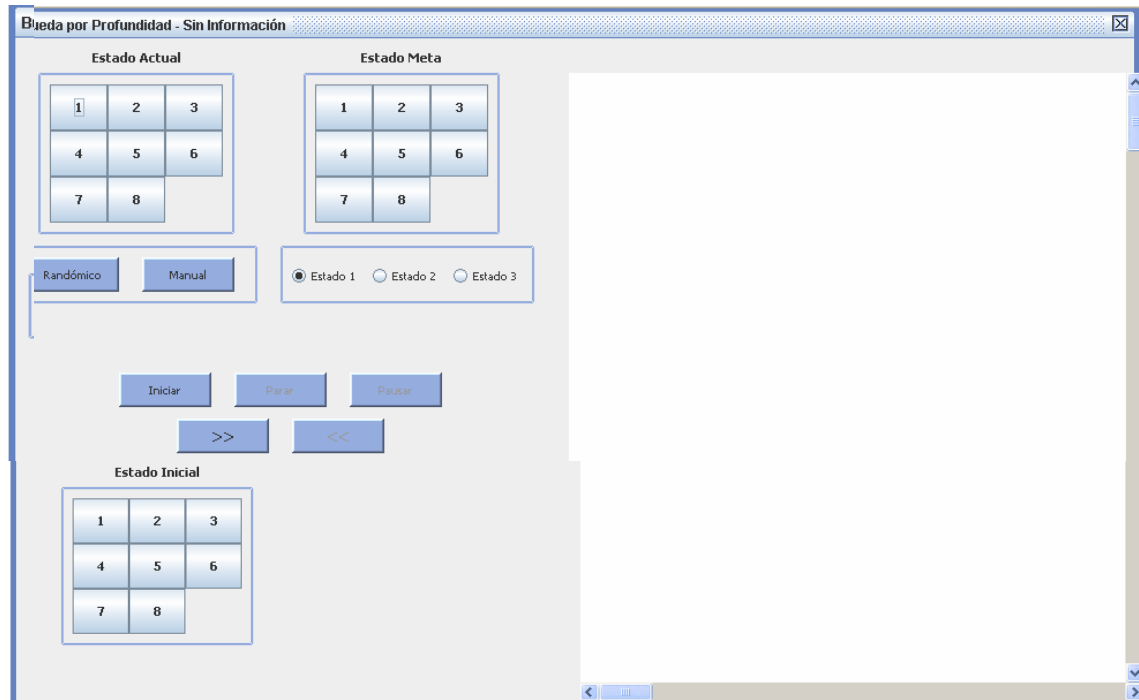 Bueda por Profundidad - Sin Información
Estado Actual
Estado Meta
1 2 3
4 5 6
7 8
1 2 3
4 5 6
7 8
Randómico
Manual
Estado 1
Estado 2
Estado 3
Iniciar
Parar
Pausar
>>
<<
Estado Inicial
1 2 3
4 5 6
7 8